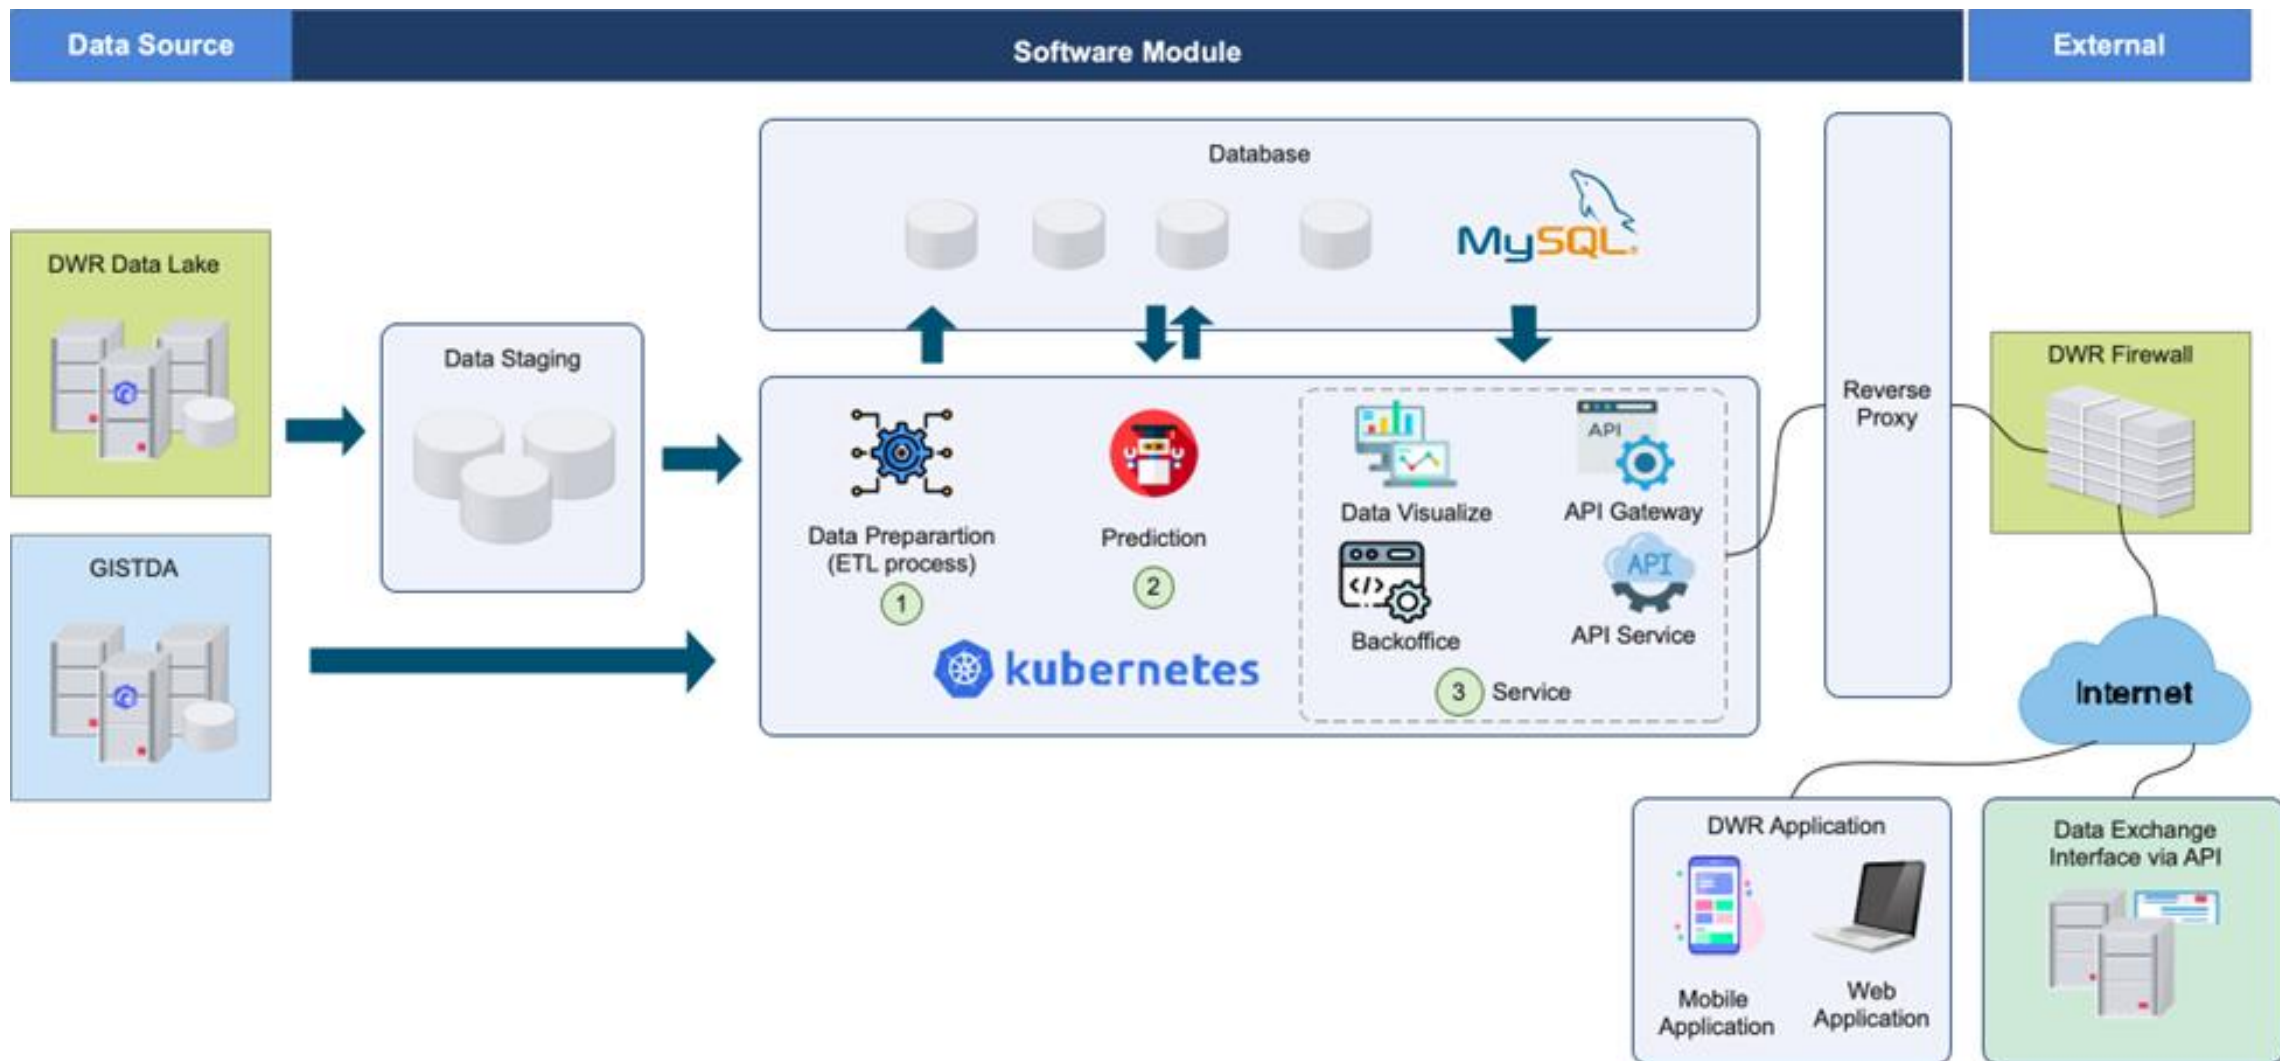 Data Source
Software Module
External
Database
MySQL
DWR Data Lake
Data Staging
GISTDA
Data Preparartion
(ETL process)
1
Prediction
2
kubernetes
Data Visualize
API
API Gateway
Backoffice
API
API Service
3 Service
Reverse
Proxy
DWR Firewall
Internet
DWR Application
Mobile
Application
Web
Application
Data Exchange
Interface via API